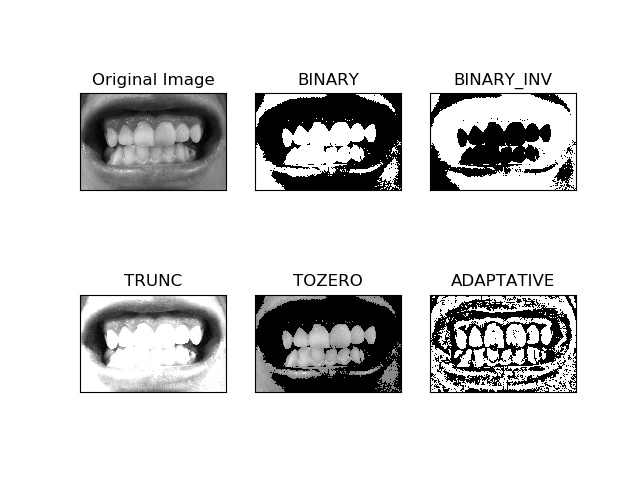 Original Image
BINARY
BINARY_INV
TRUNC
TOZERO
ADAPTATIVE